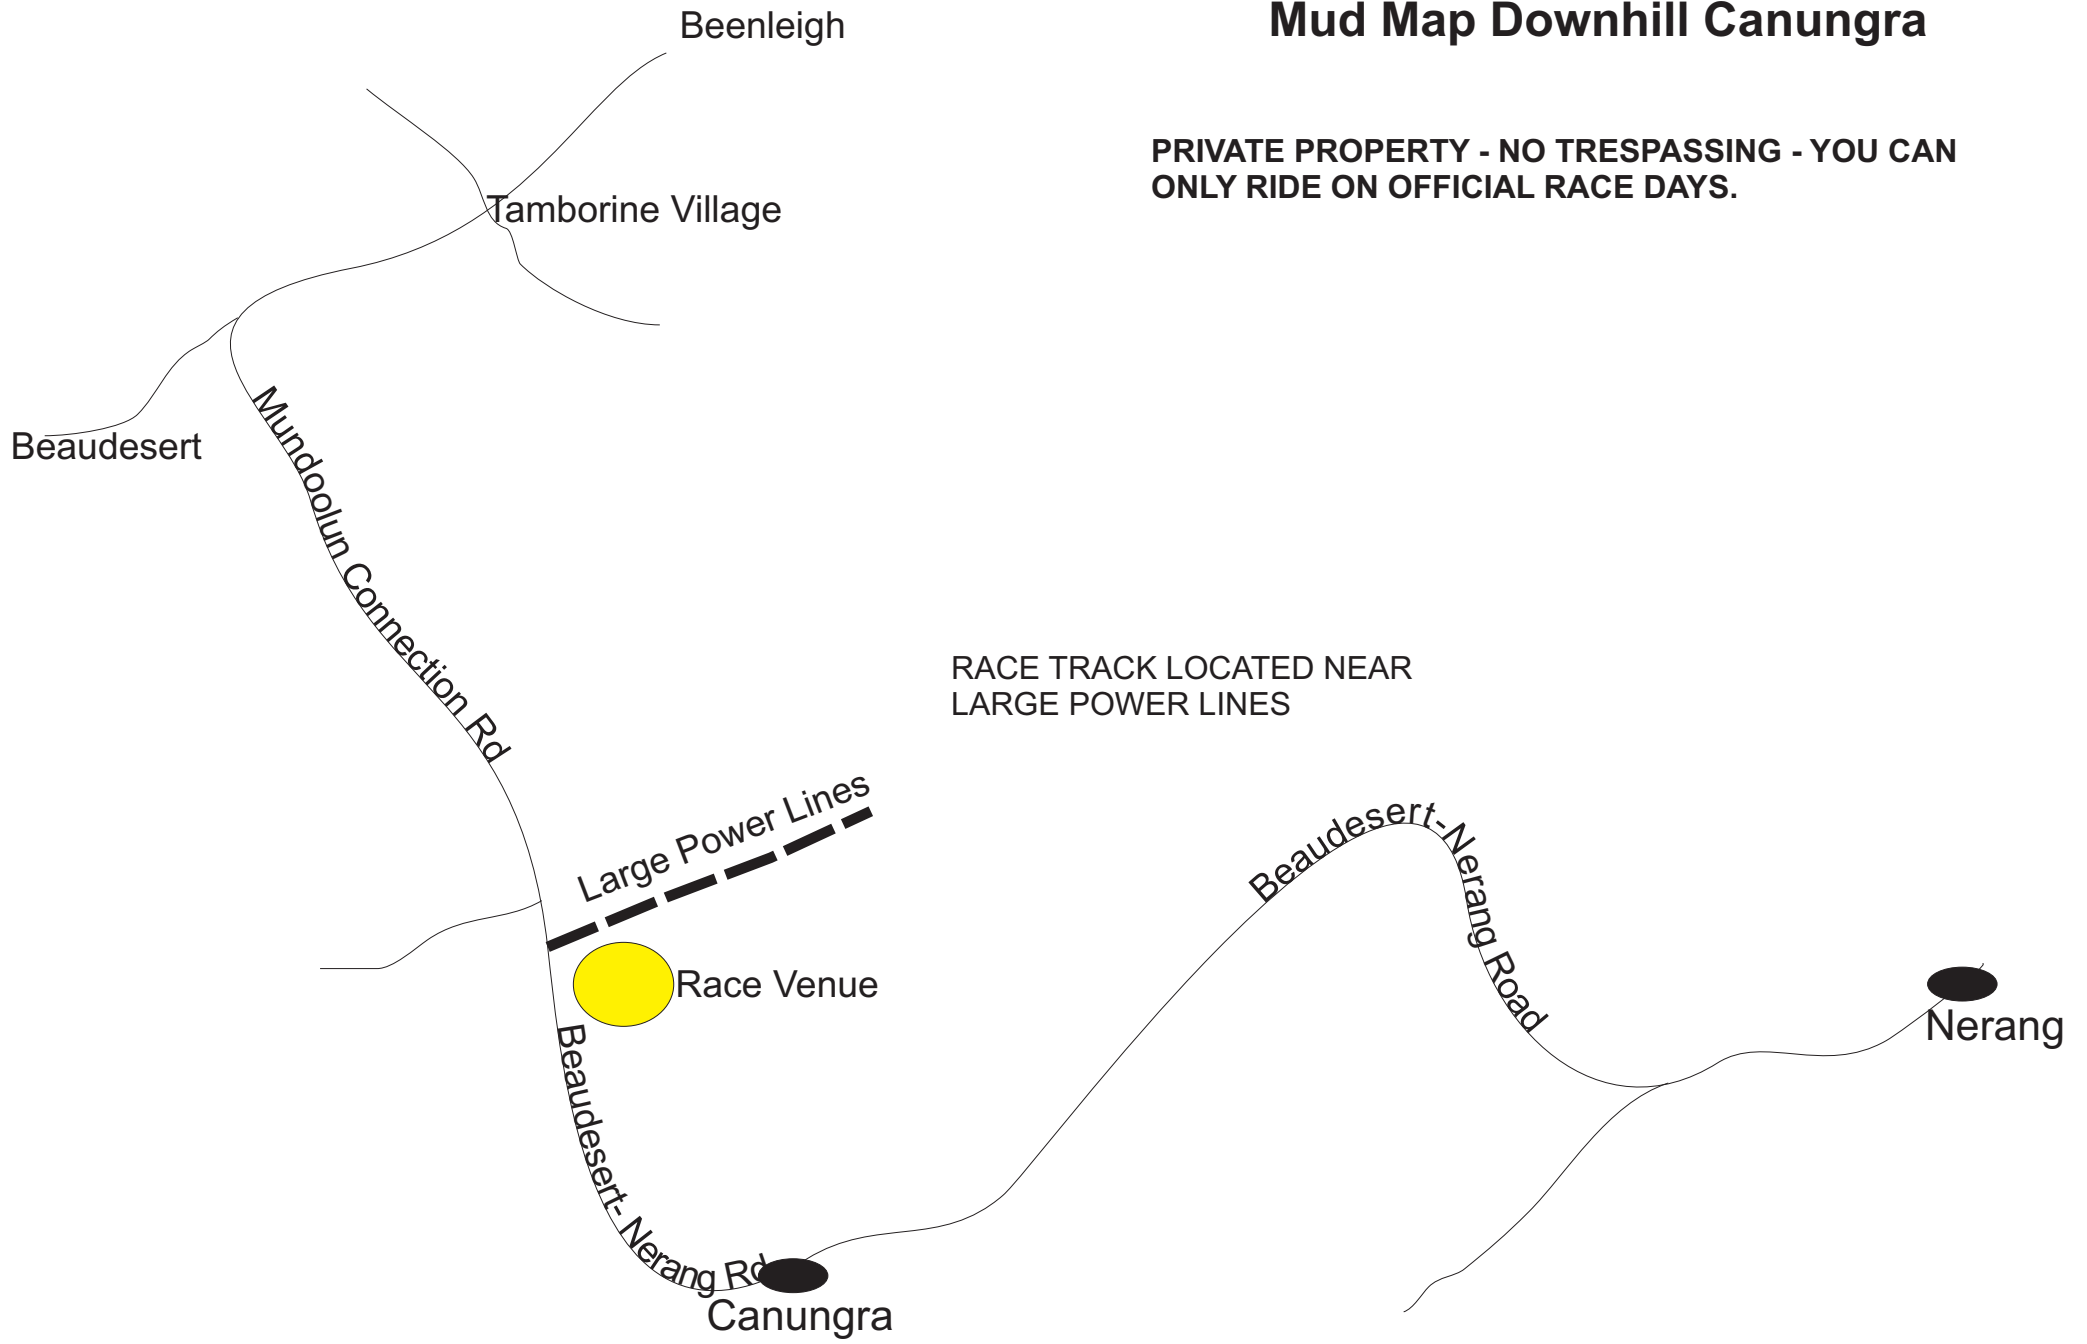 Mud Map Downhill Canungra
Beenleigh
PRIVATE PROPERTY - NO TRESPASSING - YOU CAN
ONLY RIDE ON OFFICIAL RACE DAYS.
Tamborine Village
Beaudesert
Mundoolun Connection Rd
RACE TRACK LOCATED NEAR
LARGE POWER LINES
Large Power Lines
Beaudesert-Nerang Road
Race Venue
Nerang
Beaudesert- Nerang Rd
Canungra